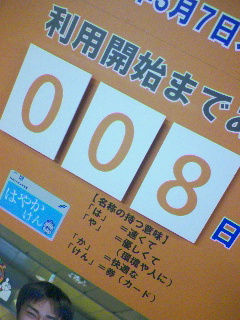 年3月7日
利用開始まであ
008
日
はやか
けん
[名称の持つ意味]
「は」 =速くて
「や」 =優しくて
(環境や人に)
「か」 =快適な
「けん」=券(カード)